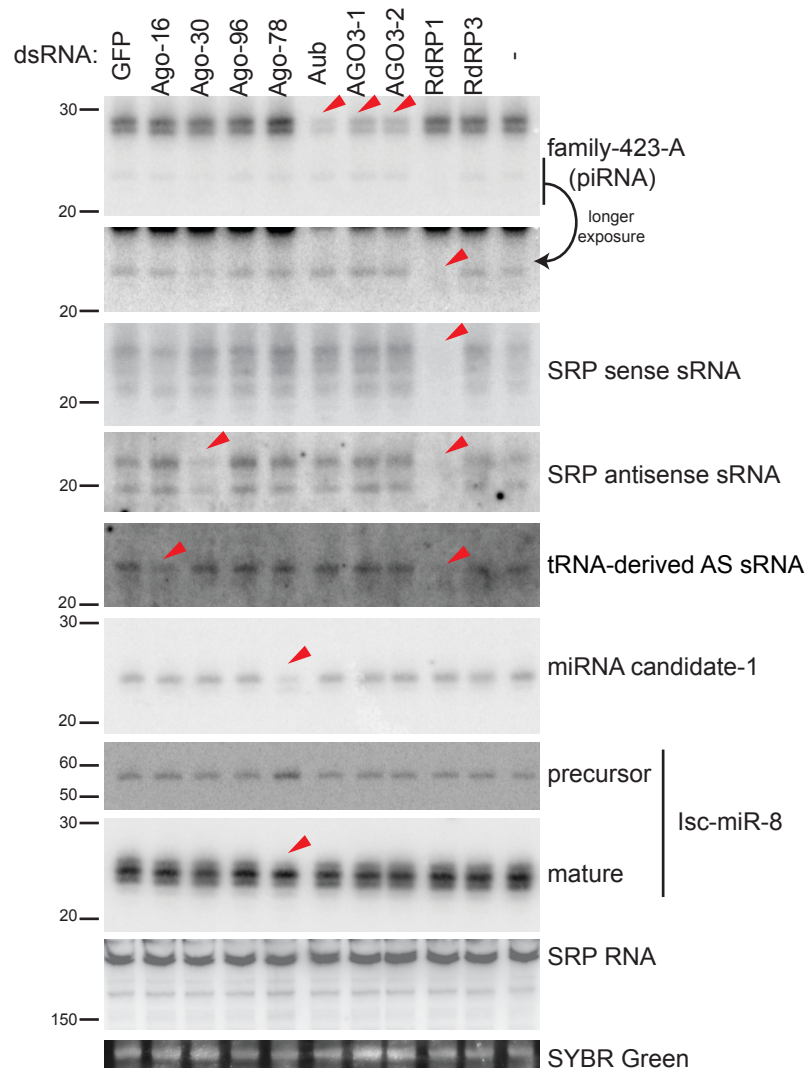 dsRNA: GFP Ago-16 Ago-30 Ago-96 Ago-78 Aub AGO3-1 AGO3-2 RdRP1 RdRP3 -
30
family-423-A
(piRNA)
20
longer
exposure
20
SRP sense sRNA
20
SRP antisense sRNA
20
tRNA-derived AS sRNA
20
30
miRNA candidate-1
20
60
precursor
50
Isc-miR-8
30
mature
20
SRP RNA
150
SYBR Green